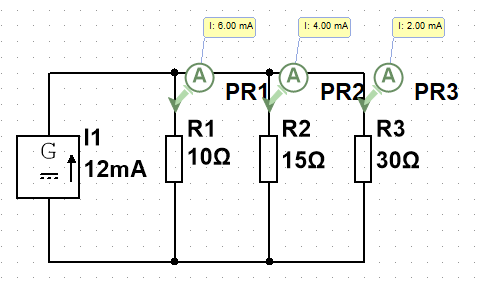 I: 6.00 mA
I: 4.00 mA
I: 2.00 mA
A
A
A
PR1
PR2
PR3
I1
G
12mA
R1
10Ω
R2
15Ω
R3
30Ω